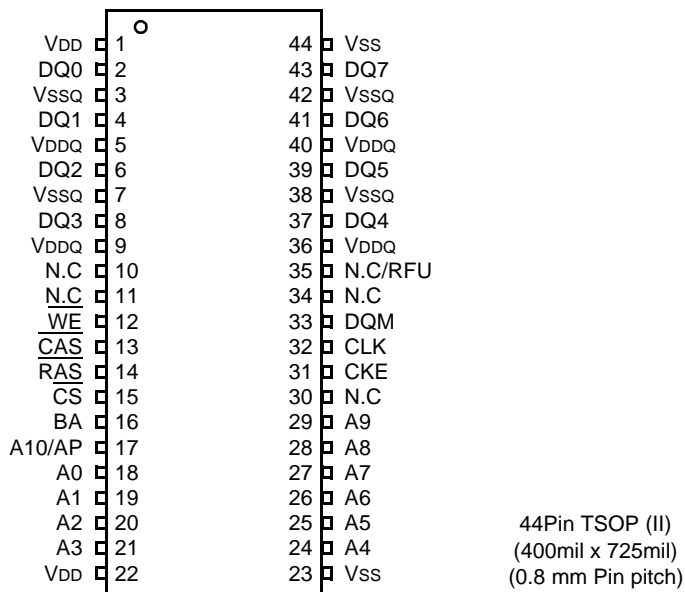 VDD 1 44 VSS
DQ0 2 43 DQ7
VSSQ 3 42 VSSQ
DQ1 4 41 DQ6
VDDQ 5 40 VDDQ
DQ2 6 39 DQ5
VSSQ 7 38 VSSQ
DQ3 8 37 DQ4
VDDQ 9 36 VDDQ
N.C 10 35 N.C/RFU
N.C 11 34 N.C
WE 12 33 DQM
CAS 13 32 CLK
RAS 14 31 CKE
CS 15 30 N.C
BA 16 29 A9
A10/AP 17 28 A8
A0 18 27 A7
A1 19 26 A6
A2 20 25 A5
A3 21 24 A4
VDD 22 23 VSS
44Pin TSOP (II)
(400mil x 725mil)
(0.8 mm Pin pitch)